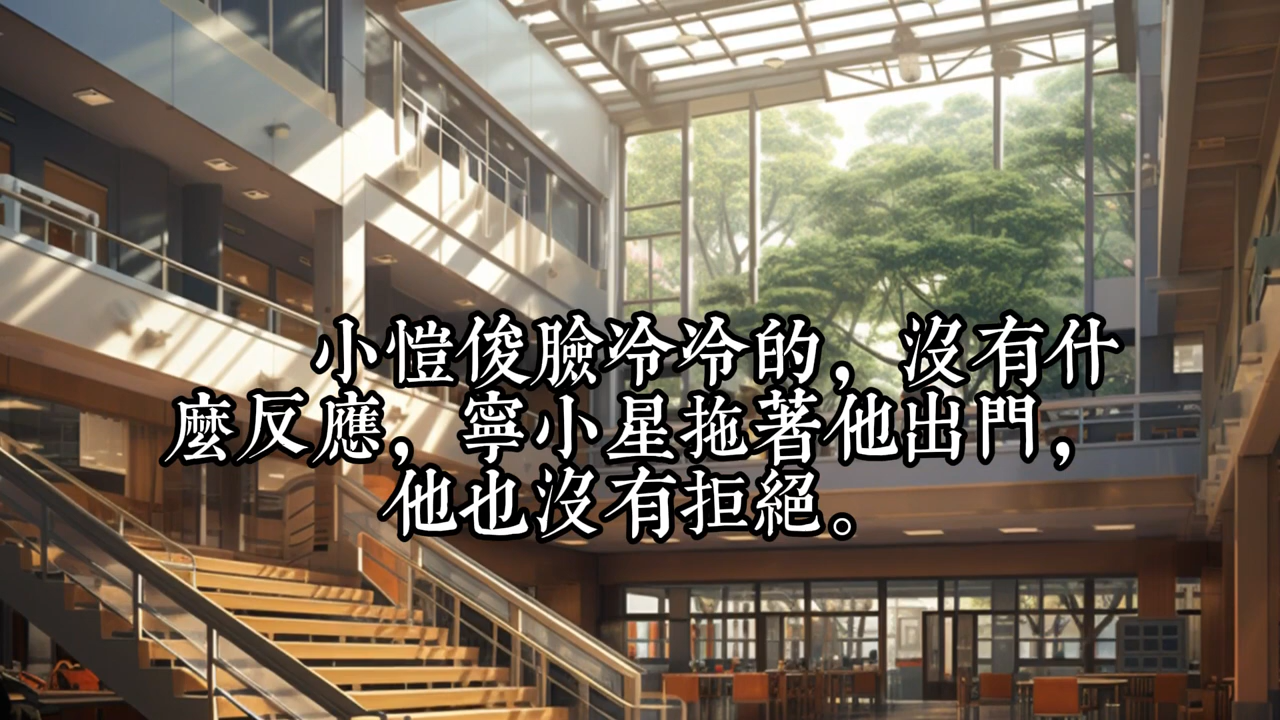 小愷俊臉冷冷的，沒有什
麼反應，寧小星拖著他出門，
他也沒有拒絕。